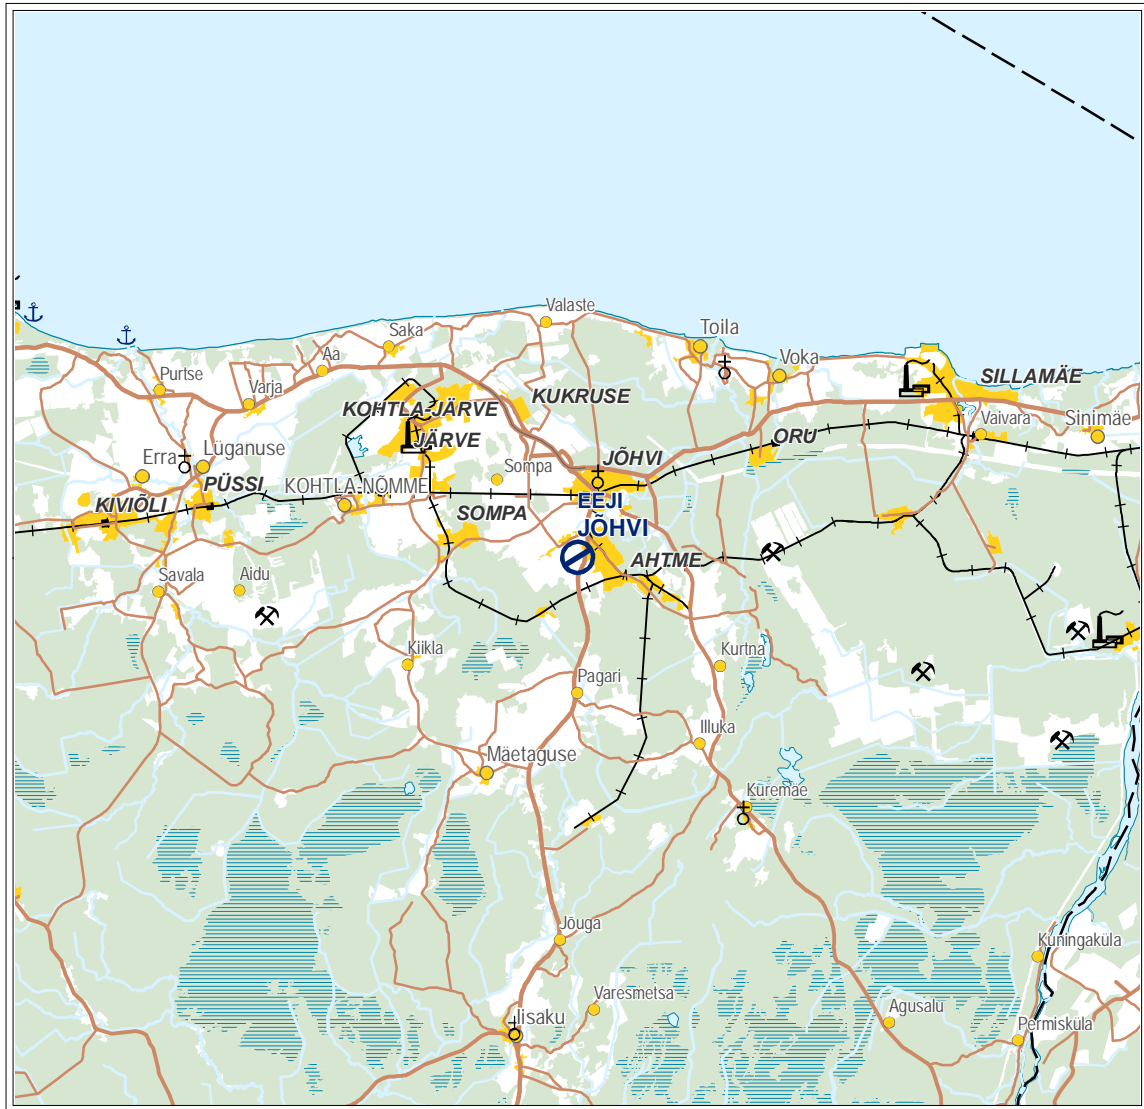 Valaste
Toila
Saka
Aa
Voka
Purtse
Varja
SILLAMÄE
KUKRUSE
KOHTLA-JÄRVE
Vaivara
Sinimäe
JÄRVE
ORU
Lüganuse
Erra
Sompa
JÕHVI
PÜSSI
KOHTLA-NÕMME
KIVIÕLI
SOMPA
EEJI
JÕHVI
AHTME
Savala
Aidu
Kiikla
Kurtna
Pagari
Illuka
Mäetaguse
Kuremäe
Jõuga
Kuningaküla
Varesmetsa
Agusalu
Iisaku
Permisküla